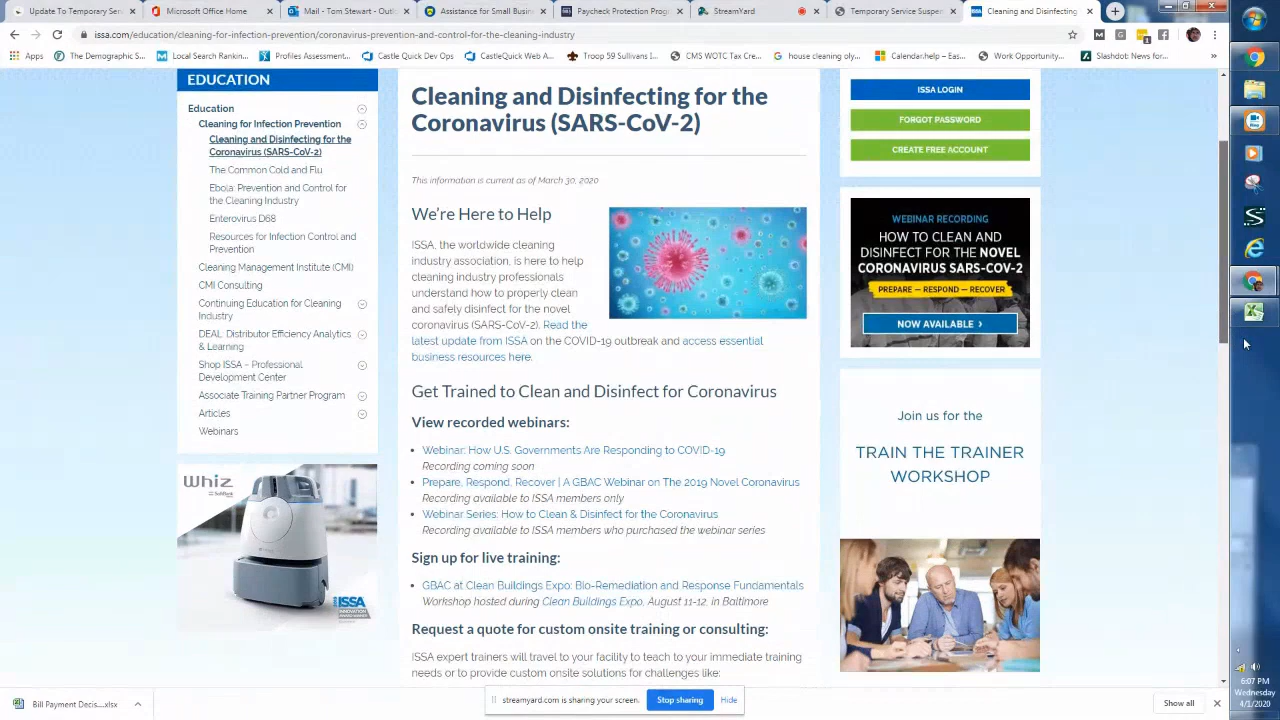 Update To Temporary Servi
Microsoft Office Home
Mail - Tom Stewart - Outlo
Assistance for Small Busine
Paycheck Protection Progr
StreamYard
Temporary Service Suspen
Cleaning and Disinfecting
issa.com/education/cleaning-for-infection-prevention/coronavirus-prevention-and-control-for-the-cleaning-industry
Apps
The Demographic S...
Local Search Rankin...
Profiles Assessment...
Castle Quick Dev Ops
CastleQuick Web A...
Troop 59 Sullivans I...
CMS WOTC Tax Cre...
house cleaning oly...
Calendar.help – Eas...
Work Opportunity...
Slashdot: News for...
»
EDUCATION
Education
Cleaning for Infection Prevention
Cleaning and Disinfecting for the
Coronavirus (SARS-CoV-2)
The Common Cold and Flu
Ebola: Prevention and Control for
the Cleaning Industry
Enterovirus D68
Resources for Infection Control and
Prevention
Cleaning Management Institute (CMI)
CMI Consulting
Continuing Education for Cleaning
Industry
DEAL: Distributor Efficiency Analytics
& Learning
Shop ISSA – Professional
Development Center
Associate Training Partner Program
Articles
Webinars
Whiz
ISSA
Cleaning and Disinfecting for the
Coronavirus (SARS-CoV-2)
This information is current as of March 30, 2020
We're Here to Help
ISSA, the worldwide cleaning
industry association, is here to help
cleaning industry professionals
understand how to properly clean
and safely disinfect for the novel
coronavirus (SARS-CoV-2). Read the
latest update from ISSA on the COVID-19 outbreak and access essential
business resources here.
Get Trained to Clean and Disinfect for Coronavirus
View recorded webinars:
• Webinar: How U.S. Governments Are Responding to COVID-19
Recording coming soon
• Prepare, Respond, Recover | A GBAC Webinar on The 2019 Novel Coronavirus
Recording available to ISSA members only
• Webinar Series: How to Clean & Disinfect for the Coronavirus
Recording available to ISSA members who purchased the webinar series
Sign up for live training:
• GBAC at Clean Buildings Expo: Bio-Remediation and Response Fundamentals
Workshop hosted during Clean Buildings Expo, August 11-12, in Baltimore
Request a quote for custom onsite training or consulting:
ISSA expert trainers will travel to your facility to teach to your immediate training
needs or to provide custom onsite solutions for challenges like:
ISSA LOGIN
FORGOT PASSWORD
CREATE FREE ACCOUNT
WEBINAR RECORDING
HOW TO CLEAN AND
DISINFECT FOR THE NOVEL
CORONAVIRUS SARS-COV-2
PREPARE — RESPOND — RECOVER
NOW AVAILABLE ›
Join us for the
TRAIN THE TRAINER
WORKSHOP
6:07 PM
Wednesday
4/1/2020
Bill Payment Decis....xlsx
streamyard.com is sharing your screen.
Stop sharing
Hide
Show all